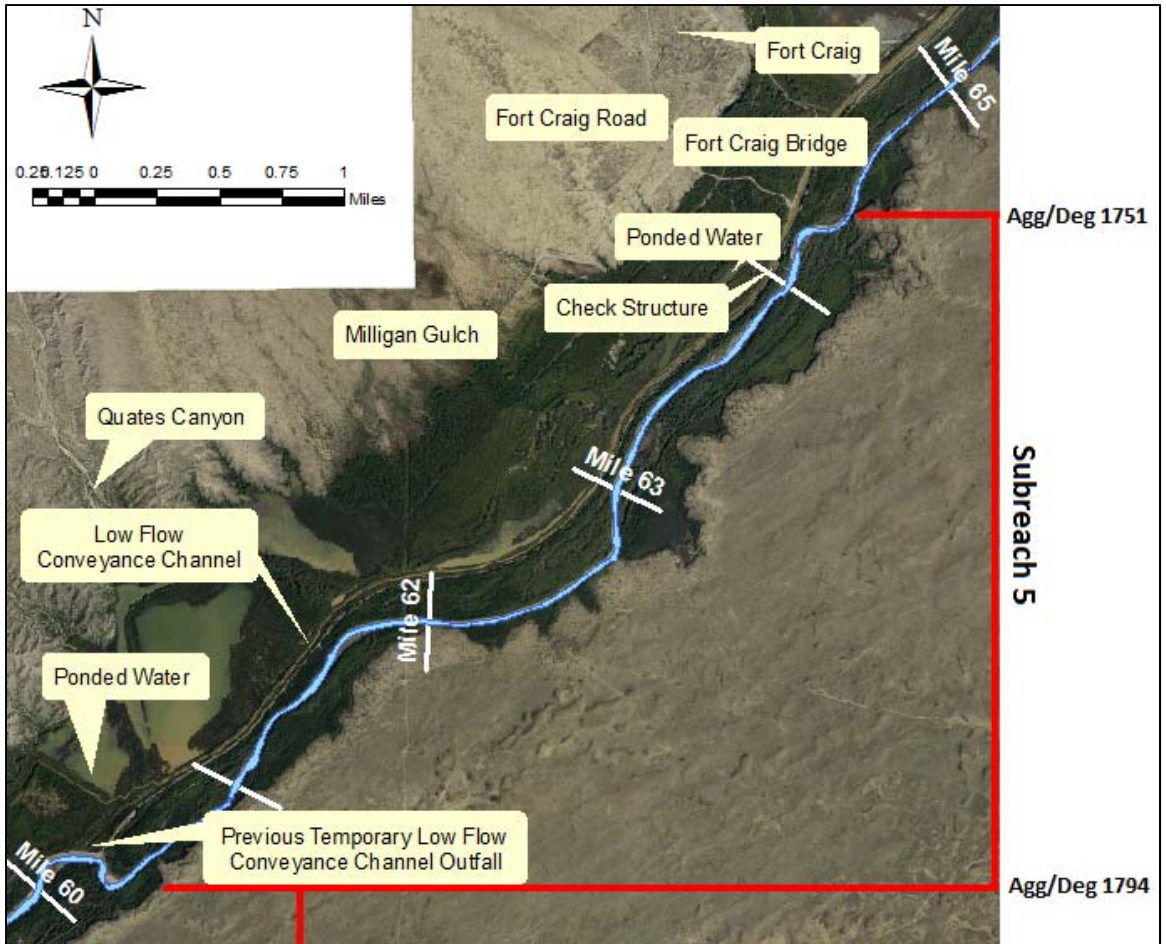 N
0.25 0.125 0 0.25 0.5 0.75 1
Miles
Fort Craig
Mile 65
Fort Craig Road
Fort Craig Bridge
Agg/Deg 1751
Ponded Water
Check Structure
Milligan Gulch
Quates Canyon
Mile 63
Subreach 5
Low Flow
Conveyance Channel
Mile 62
Ponded Water
Previous Temporary Low Flow
Conveyance Channel Outfall
Mile 60
Agg/Deg 1794